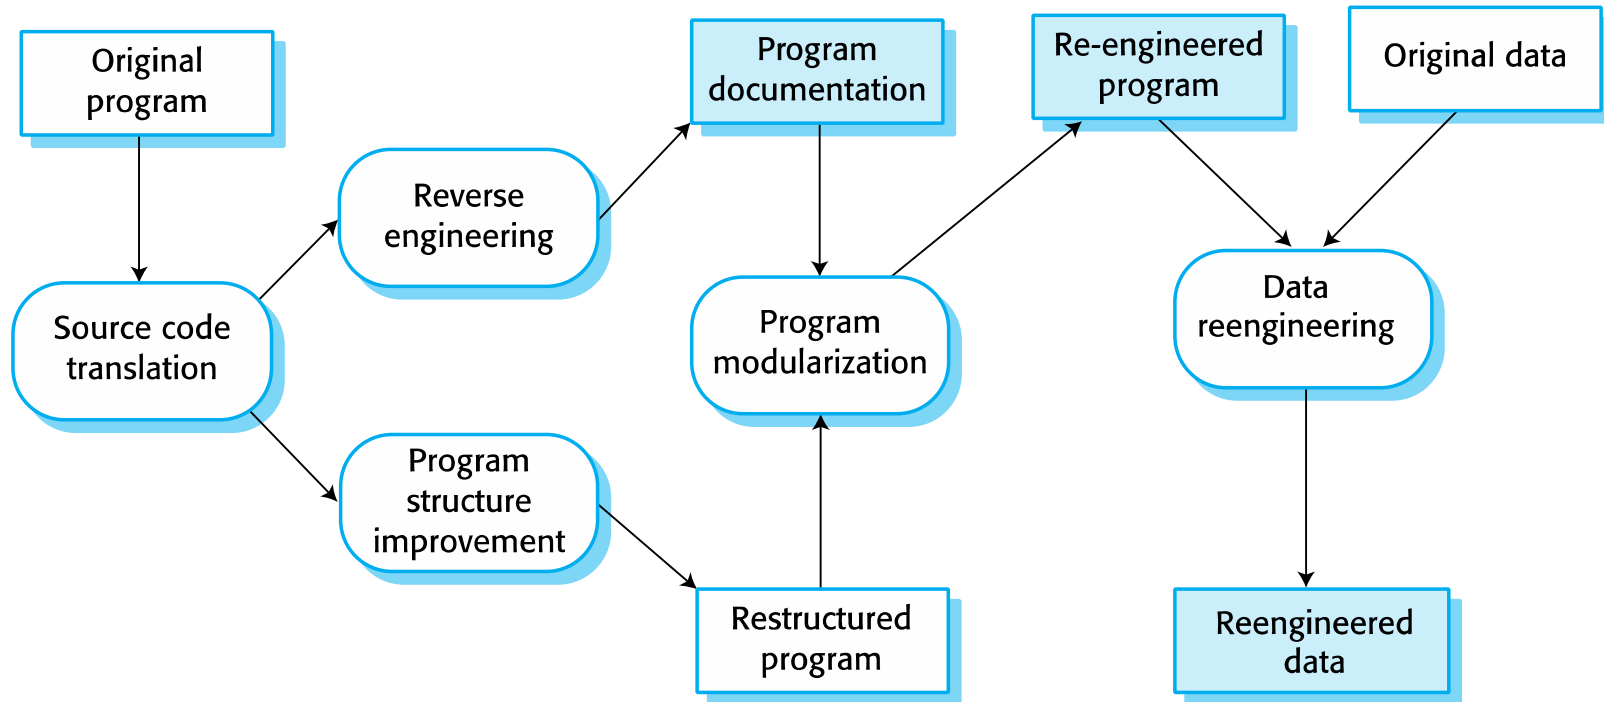 Original
program
Program
documentation
Re-engineered
program
Original data
Reverse
engineering
Source code
translation
Program
modularization
Data
reengineering
Program
structure
improvement
Restructured
program
Reengineered
data